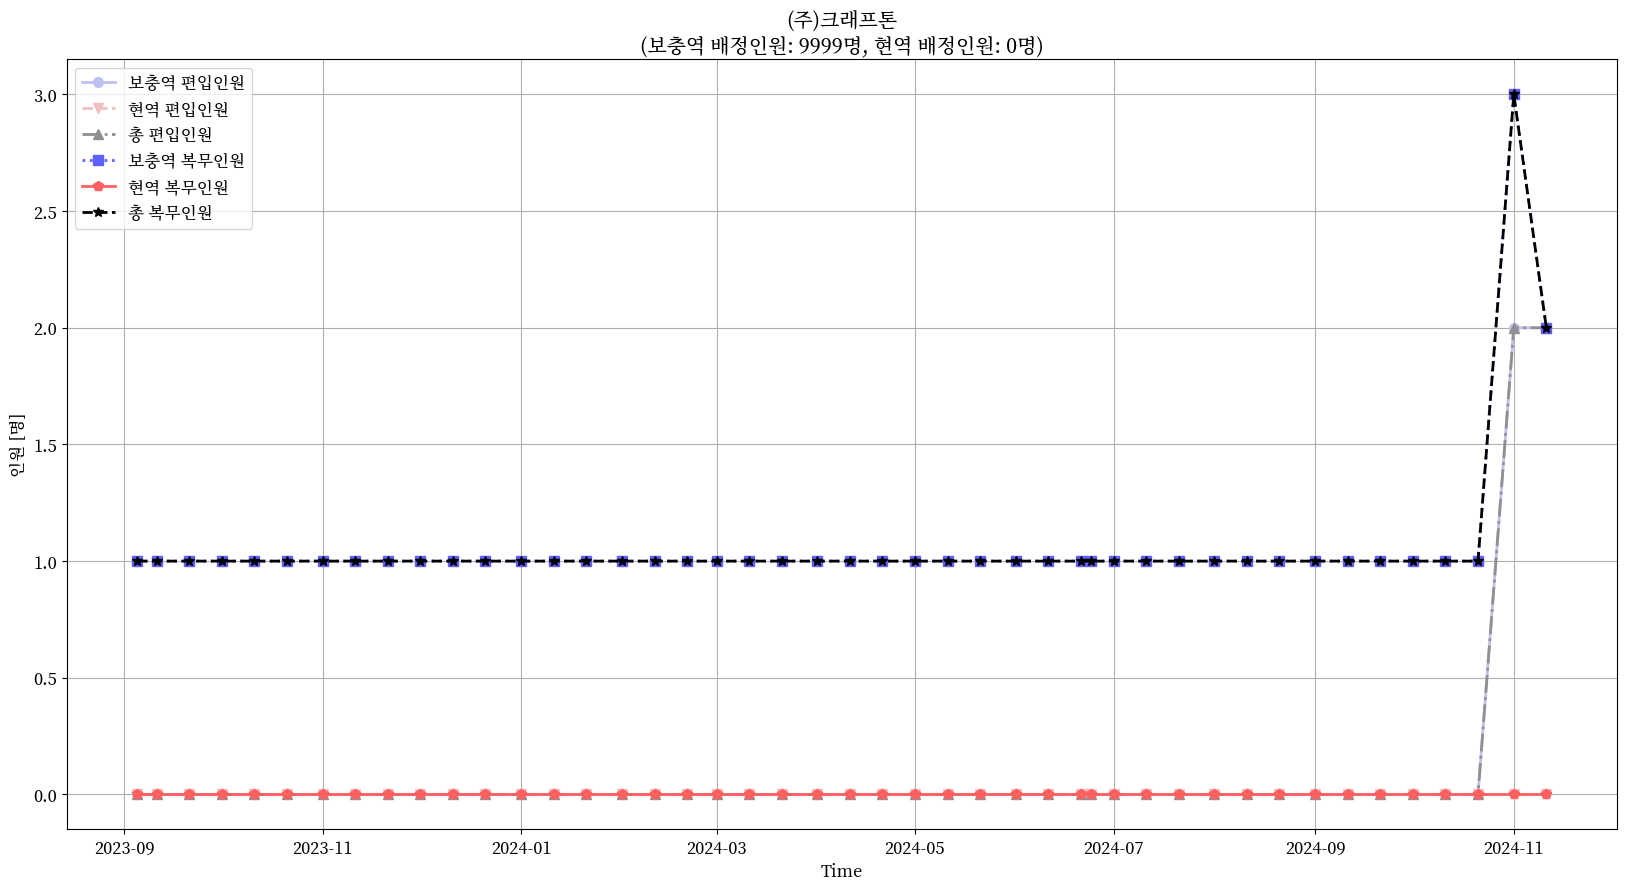 (주)크래프톤
(보충역 배정인원: 9999명, 현역 배정인원: 0명)
보충역 편입인원
현역 편입인원
총 편입인원
보충역 복무인원
현역 복무인원
총 복무인원
인원 [명]
3.0
2.5
2.0
1.5
1.0
0.5
0.0
2023-09
2023-11
2024-01
2024-03
2024-05
2024-07
2024-09
2024-11
Time